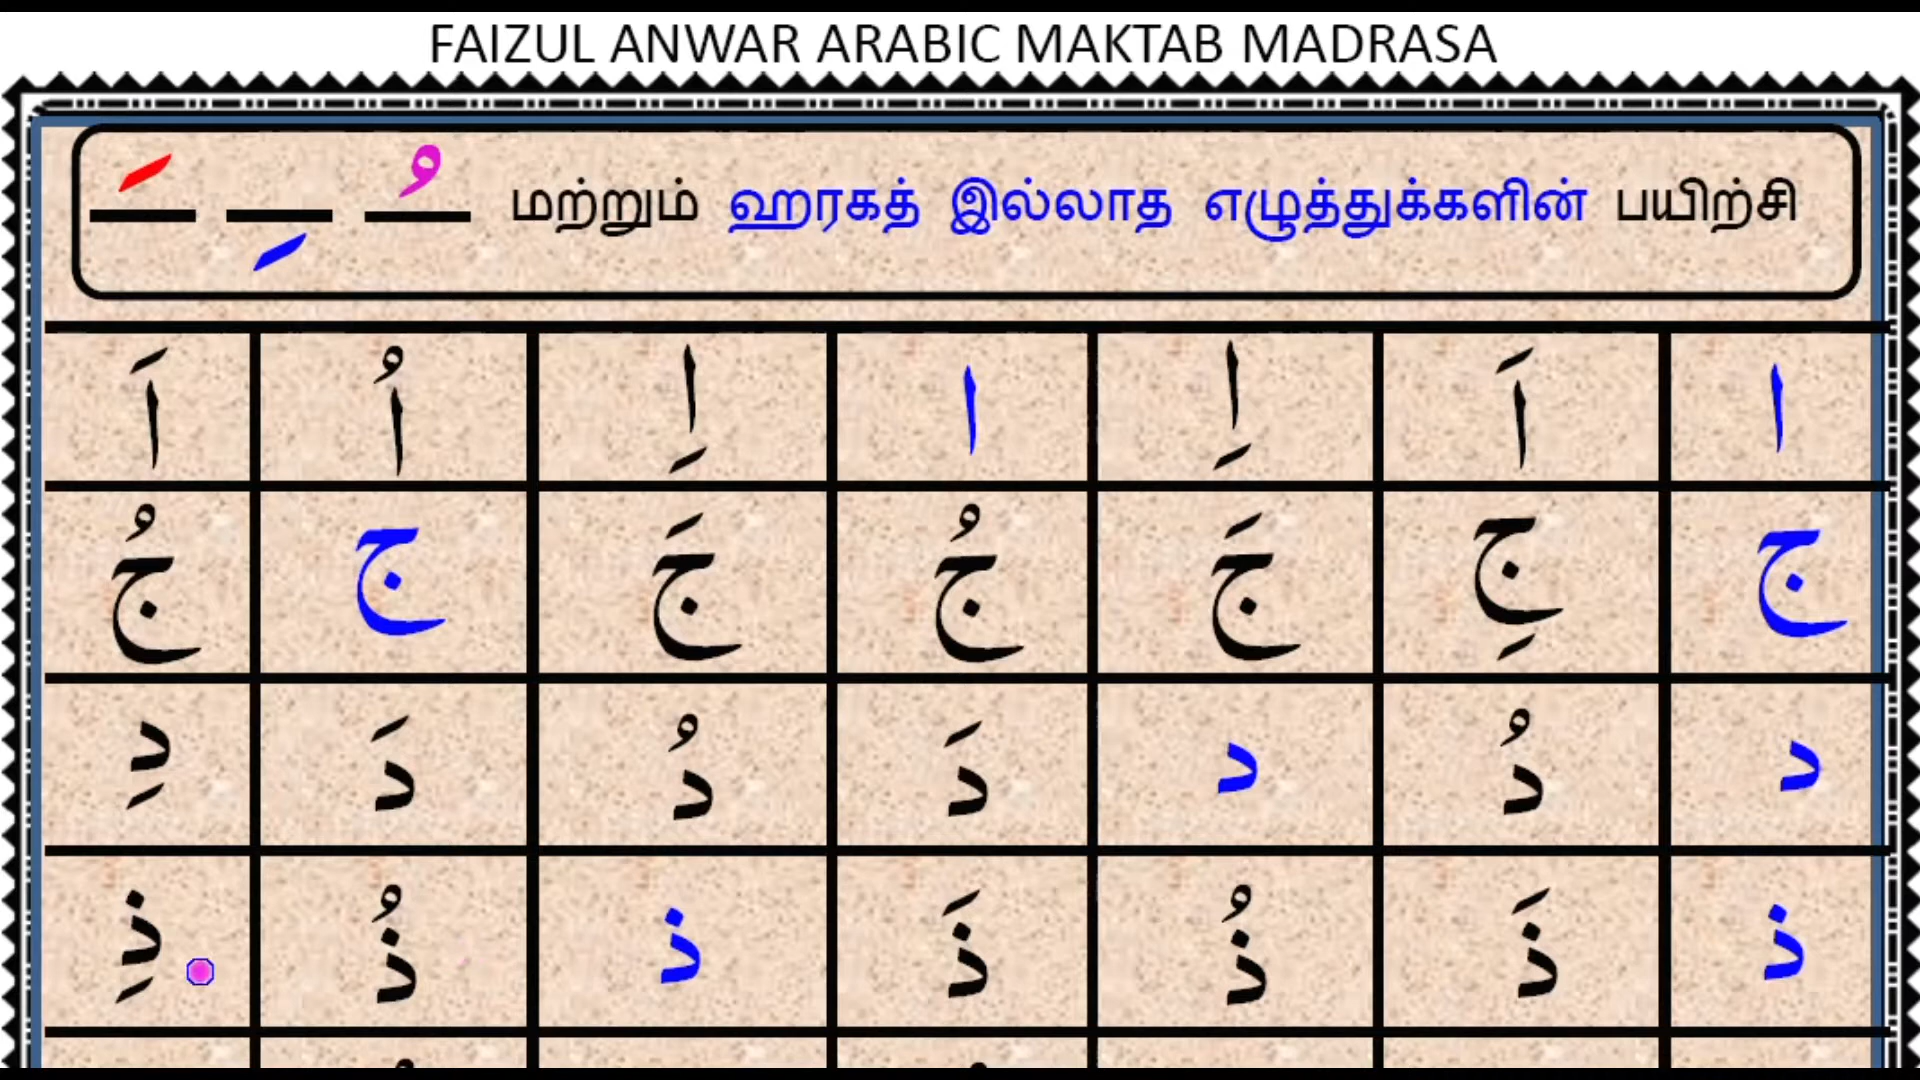 FAIZUL ANWAR ARABIC MAKTAB MADRASA
َ ِ ُ மற்றும் ஹரகத் இல்லாத எழுத்துக்களின் பயிற்சி
ا اَ اِ ا اِ اُ اَ
ج جِ جَ جُ جَ ج جُ
د دُ د دَ دُ دَ دِ
ذ ذَ ذُ ذَ ذ ذُ ذِ